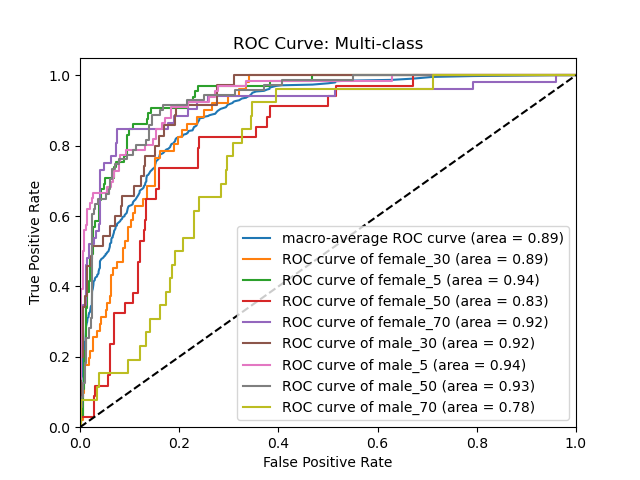 ROC Curve: Multi-class
1.0
0.8
0.6
0.4
0.2
0.0
True Positive Rate
macro-average ROC curve (area = 0.89)
ROC curve of female_30 (area = 0.89)
ROC curve of female_5 (area = 0.94)
ROC curve of female_50 (area = 0.83)
ROC curve of female_70 (area = 0.92)
ROC curve of male_30 (area = 0.92)
ROC curve of male_5 (area = 0.94)
ROC curve of male_50 (area = 0.93)
ROC curve of male_70 (area = 0.78)
0.0 0.2 0.4 0.6 0.8 1.0
False Positive Rate